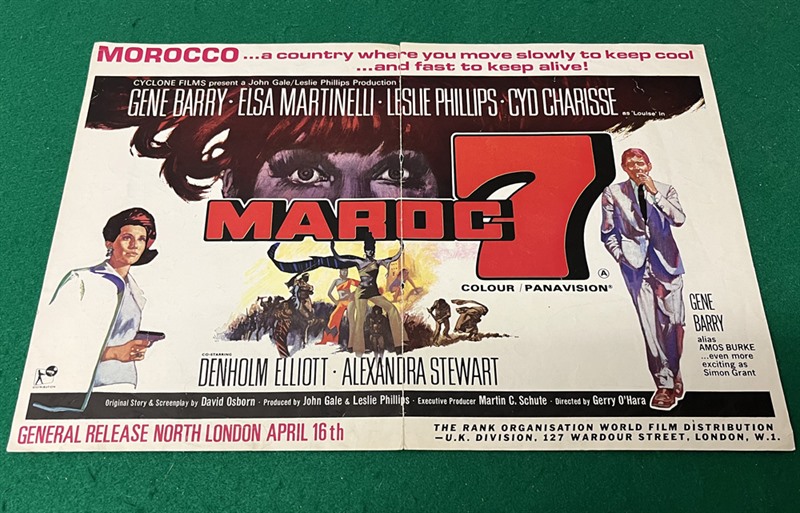 MOROCCO ...a country where you move slowly to keep cool
...and fast to keep alive!
CYCLONE FILMS present a John Gale/Leslie Phillips Production
GENE BARRY · ELSA MARTINELLI · LESLIE PHILLIPS · CYD CHARISSE
as 'Louise' in
MAROC 7
A
COLOUR/PANAVISION®
GENE
BARRY
alias
AMOS BURKE
...even more
exciting as
Simon Grant
CO-STARRING
DENHOLM ELLIOTT · ALEXANDRA STEWART
Original Story & Screenplay by David Osborn · Produced by John Gale & Leslie Phillips · Executive Producer Martin C. Schute · Directed by Gerry O'Hara
GENERAL RELEASE NORTH LONDON APRIL 16th
THE RANK ORGANISATION WORLD FILM DISTRIBUTION
—U.K. DIVISION, 127 WARDOUR STREET, LONDON, W.1.